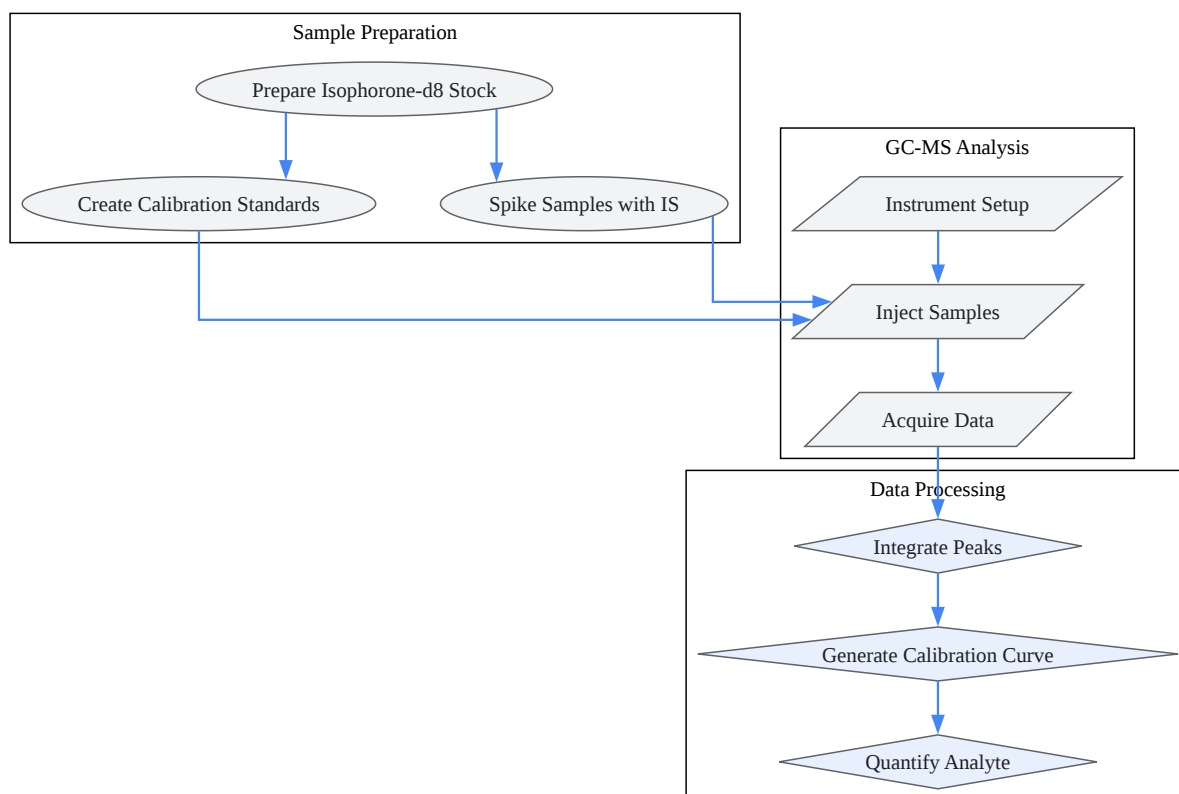 Sample Preparation
Prepare Isophorone-d8 Stock
Create Calibration Standards
Spike Samples with IS
GC-MS Analysis
Instrument Setup
Inject Samples
Acquire Data
Data Processing
Integrate Peaks
Generate Calibration Curve
Quantify Analyte